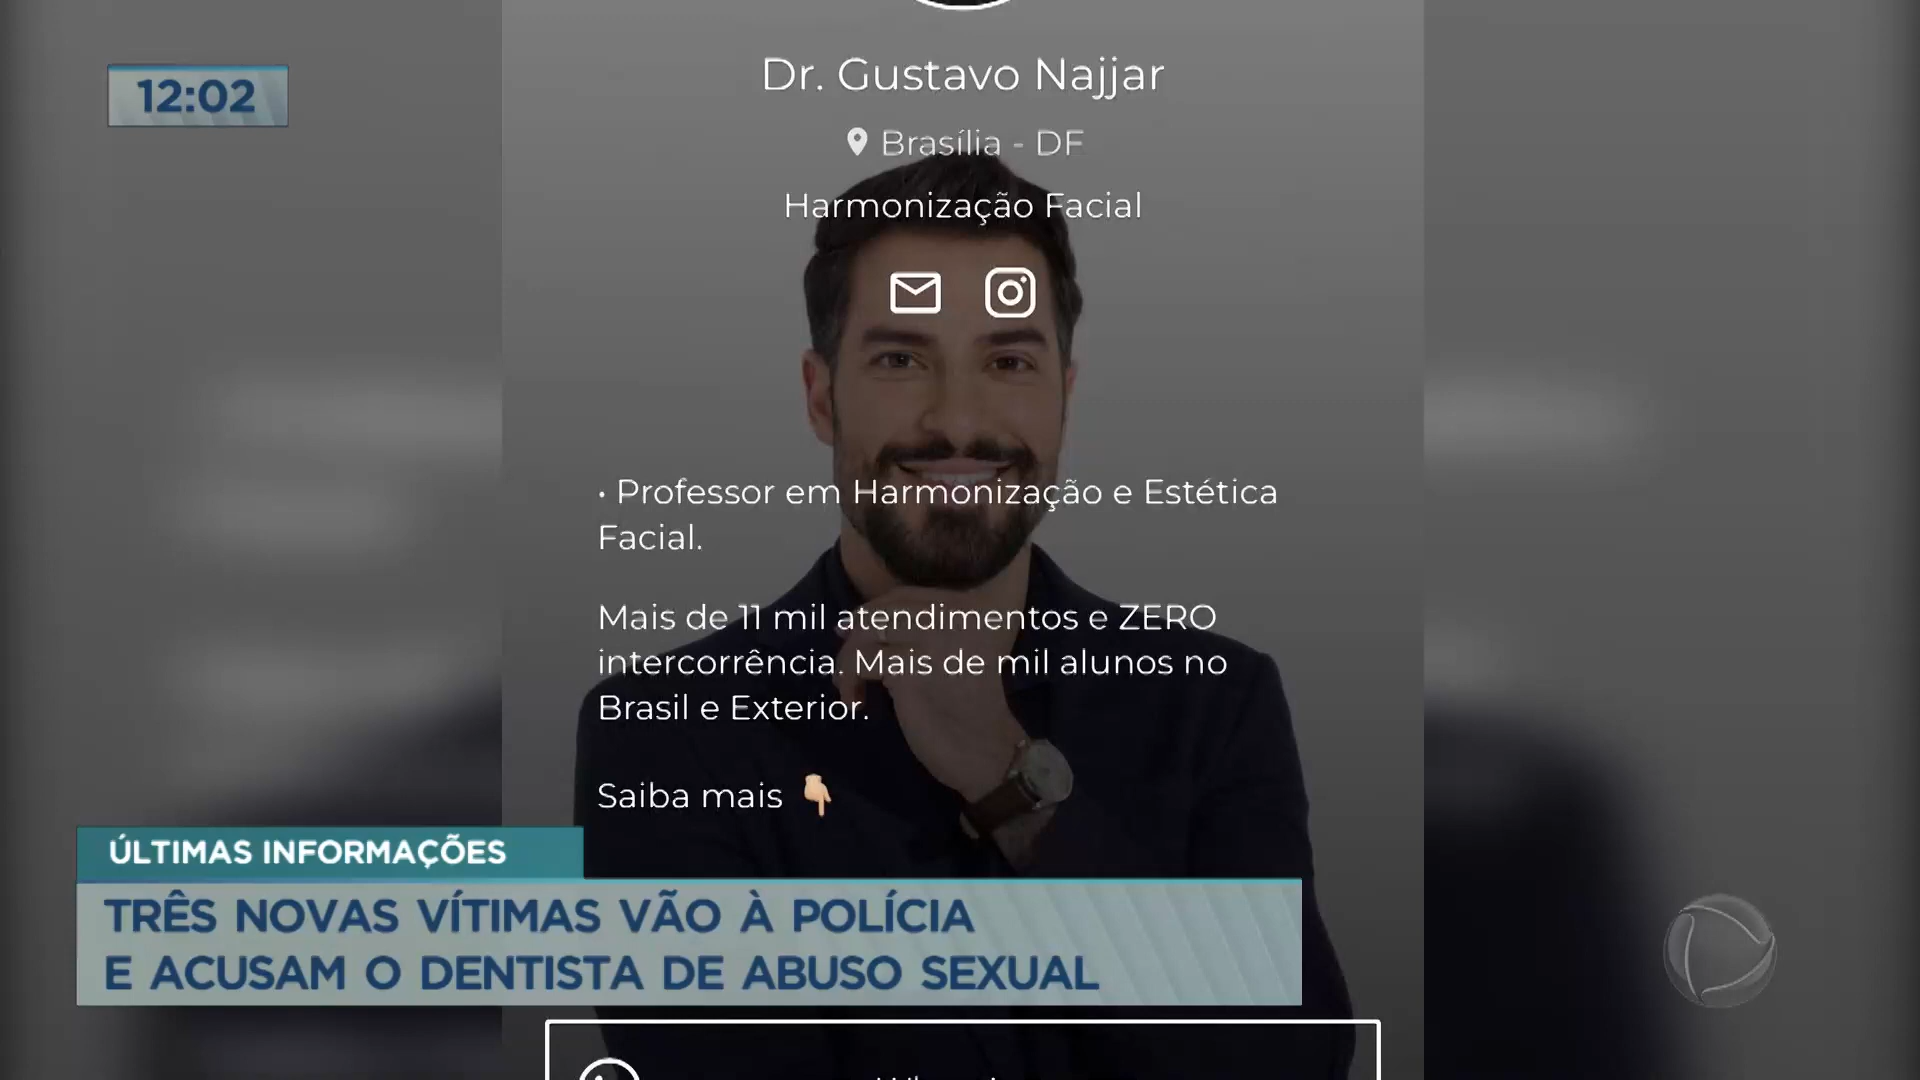 12:02
Dr. Gustavo Najjar
Brasília - DF
Harmonização Facial
• Professor em Harmonização e Estética
Facial.
Mais de 11 mil atendimentos e ZERO
intercorrência. Mais de mil alunos no
Brasil e Exterior.
Saiba mais 👇🏻
ÚLTIMAS INFORMAÇÕES
TRÊS NOVAS VÍTIMAS VÃO À POLÍCIA
E ACUSAM O DENTISTA DE ABUSO SEXUAL